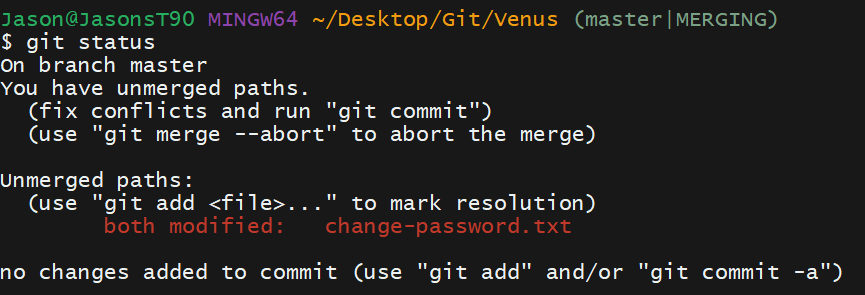 Jason@JasonsT90 MINGW64 ~/Desktop/Git/Venus (master|MERGING)
$ git status
On branch master
You have unmerged paths.
  (fix conflicts and run "git commit")
  (use "git merge --abort" to abort the merge)

Unmerged paths:
  (use "git add <file>..." to mark resolution)
        both modified:   change-password.txt

no changes added to commit (use "git add" and/or "git commit -a")